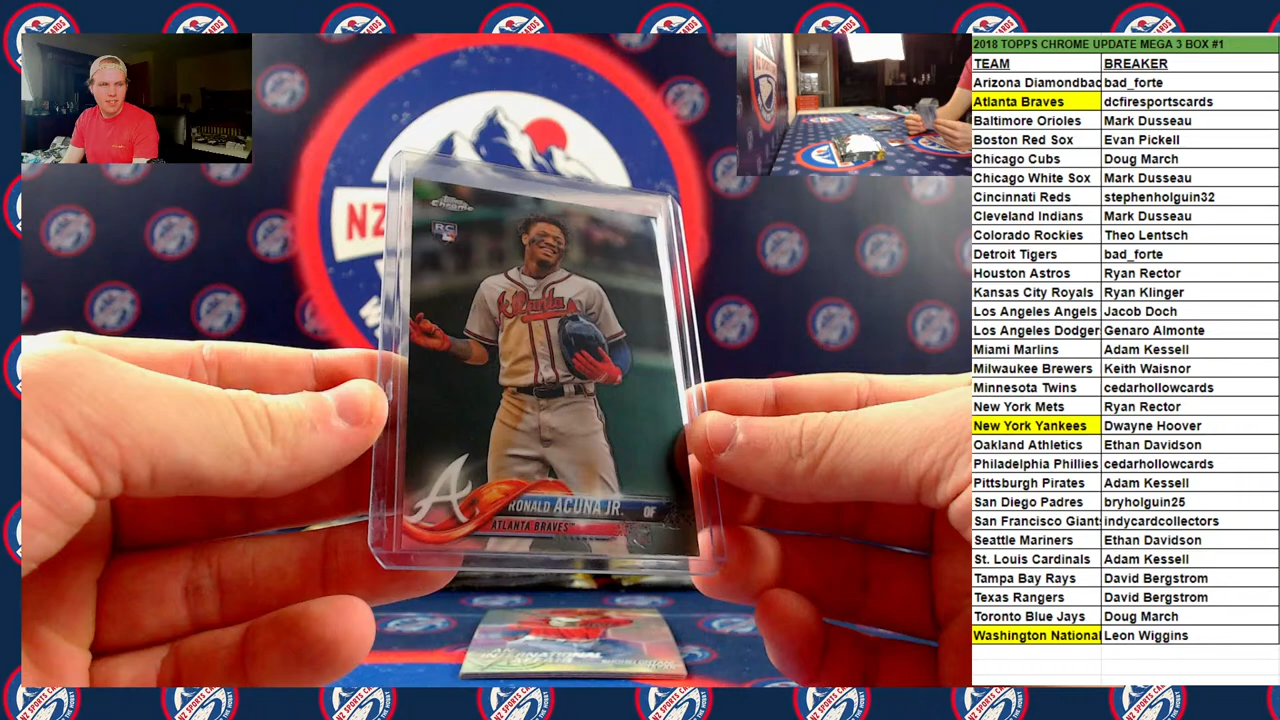 2018 TOPPS CHROME UPDATE MEGA 3 BOX #1
TEAM BREAKER
Arizona Diamondbac bad_forte
Atlanta Braves dcfiresportscards
Baltimore Orioles Mark Dusseau
Boston Red Sox Evan Pickell
Chicago Cubs Doug March
Chicago White Sox Mark Dusseau
Cincinnati Reds stephenholguin32
Cleveland Indians Mark Dusseau
Colorado Rockies Theo Lentsch
Detroit Tigers bad_forte
Houston Astros Ryan Rector
Kansas City Royals Ryan Klinger
Los Angeles Angels Jacob Doch
Los Angeles Dodger Genaro Almonte
Miami Marlins Adam Kessell
Milwaukee Brewers Keith Waisnor
Minnesota Twins cedarhollowcards
New York Mets Ryan Rector
New York Yankees Dwayne Hoover
Oakland Athletics Ethan Davidson
Philadelphia Phillies cedarhollowcards
Pittsburgh Pirates Adam Kessell
San Diego Padres bryholguin25
San Francisco Giants indycardcollectors
Seattle Mariners Ethan Davidson
St. Louis Cardinals Adam Kessell
Tampa Bay Rays David Bergstrom
Texas Rangers David Bergstrom
Toronto Blue Jays Doug March
Washington National Leon Wiggins
NZ
Topps
Chrome
RC
Atlanta
A
RONALD ACUÑA JR. OF
ATLANTA BRAVES™